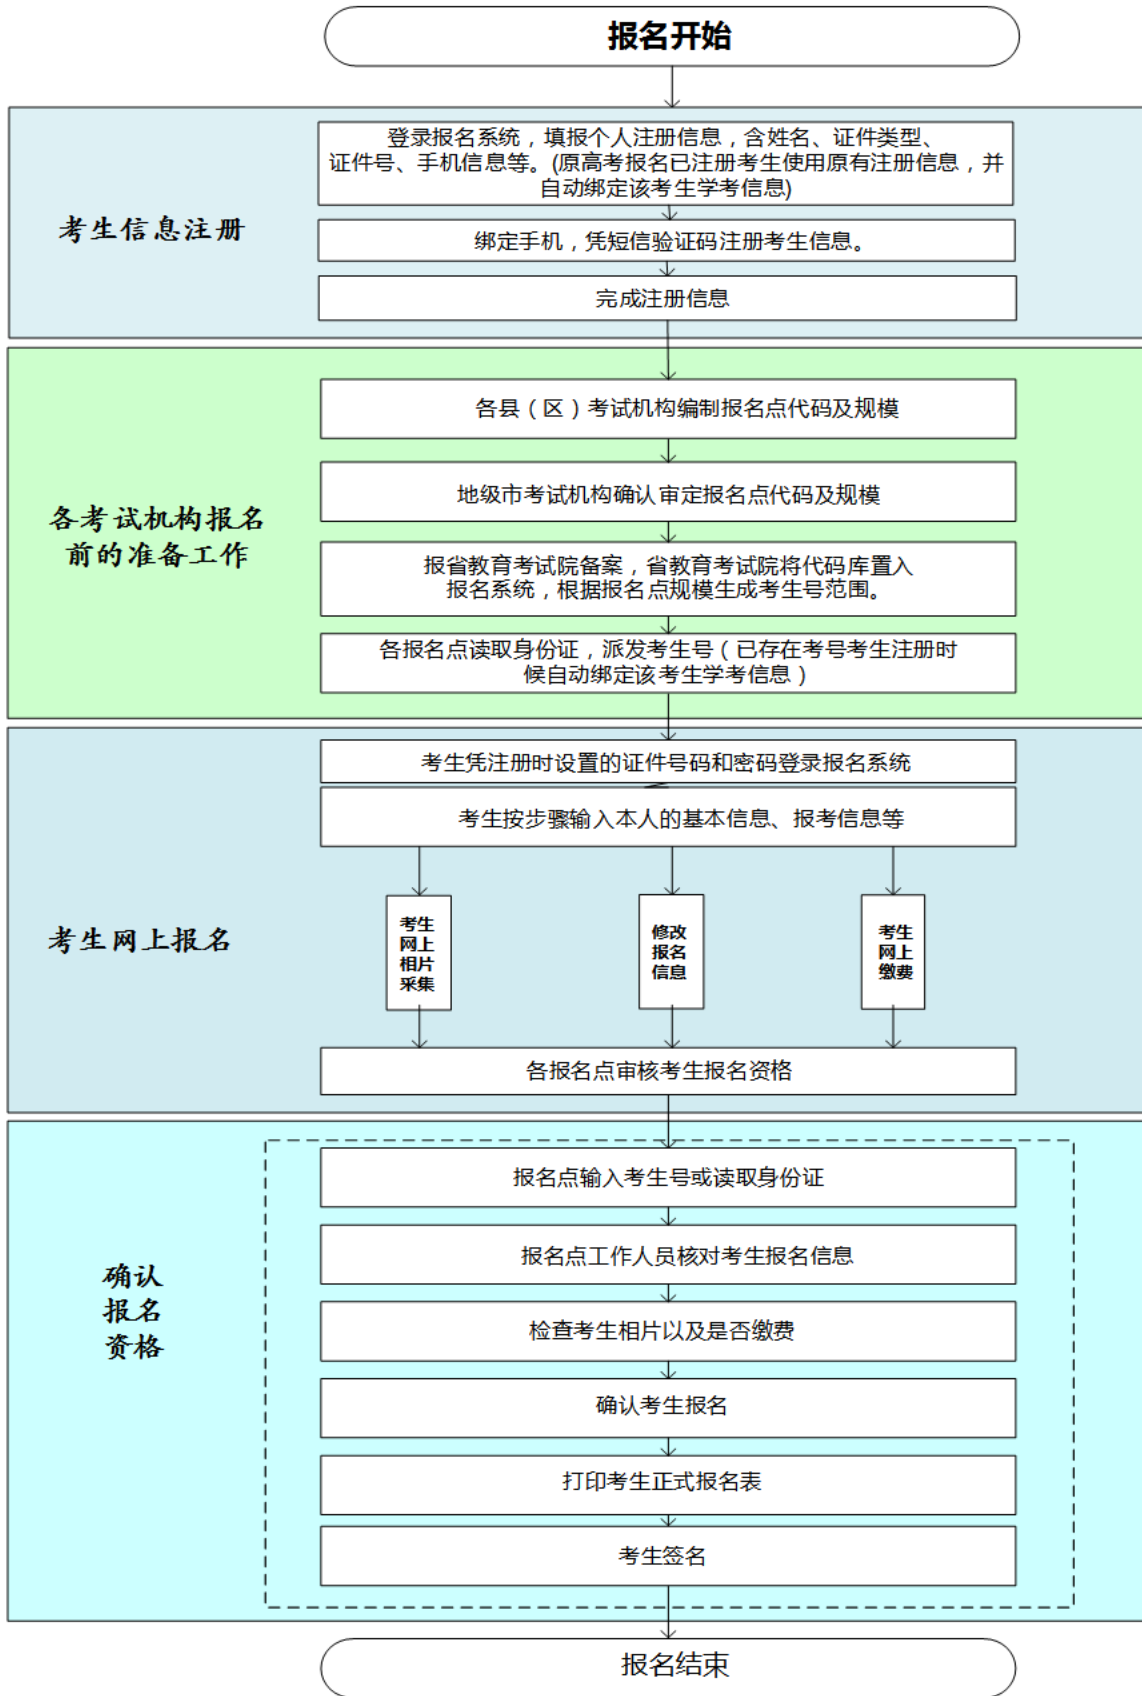 报名开始
考生信息注册
登录报名系统，填报个人注册信息，含姓名、证件类型、
证件号、手机信息等。(原高考报名已注册考生使用原有注册信息，并
自动绑定该考生学考信息)
绑定手机，凭短信验证码注册考生信息。
完成注册信息
各考试机构报名
前的准备工作
各县（区）考试机构编制报名点代码及规模
地级市考试机构确认审定报名点代码及规模
报省教育考试院备案，省教育考试院将代码库置入
报名系统，根据报名点规模生成考生号范围。
各报名点读取身份证，派发考生号（已存在考号考生注册时
候自动绑定该考生学考信息）
考生网上报名
考生凭注册时设置的证件号码和密码登录报名系统
考生按步骤输入本人的基本信息、报考信息等
考生
网上
相片
采集
修改
报名
信息
考生
网上
缴费
各报名点审核考生报名资格
确认
报名
资格
报名点输入考生号或读取身份证
报名点工作人员核对考生报名信息
检查考生相片以及是否缴费
确认考生报名
打印考生正式报名表
考生签名
报名结束